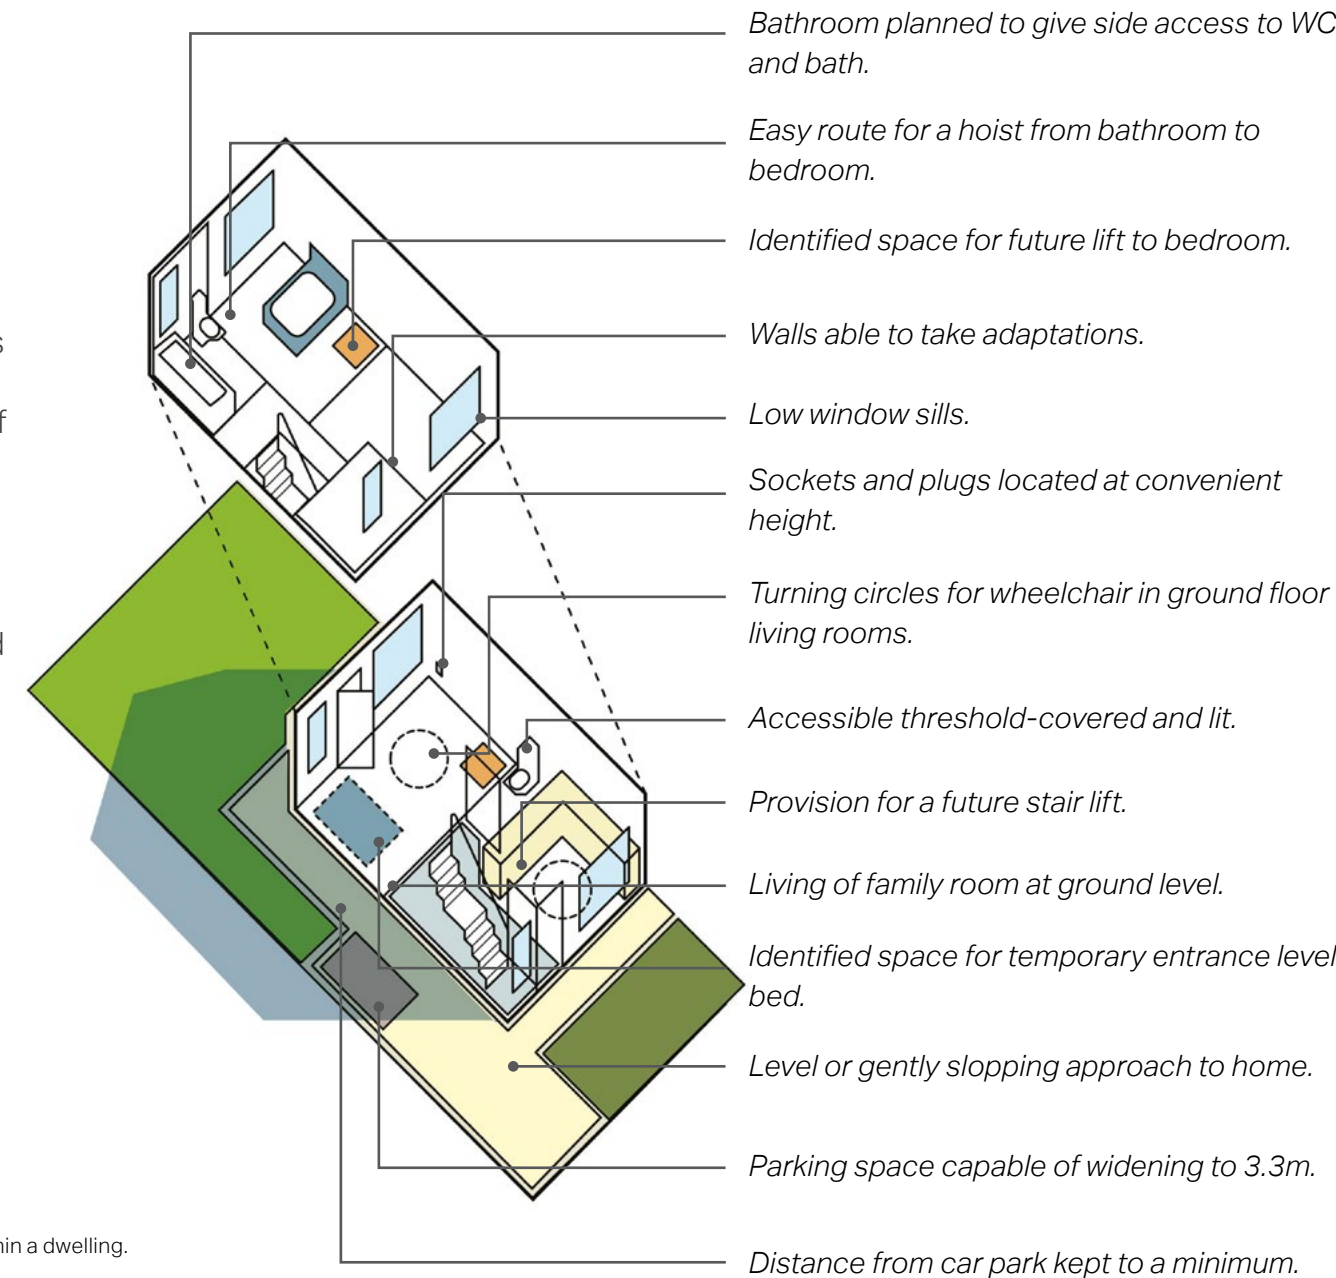 Bathroom planned to give side access to WC
and bath.
Easy route for a hoist from bathroom to
bedroom.
Identified space for future lift to bedroom.
Walls able to take adaptations.
Low window sills.
Sockets and plugs located at convenient
height.
Turning circles for wheelchair in ground floor
living rooms.
Accessible threshold-covered and lit.
Provision for a future stair lift.
Living of family room at ground level.
Identified space for temporary entrance level
bed.
Level or gently slopping approach to home.
Parking space capable of widening to 3.3m.
Distance from car park kept to a minimum.
a dwelling.